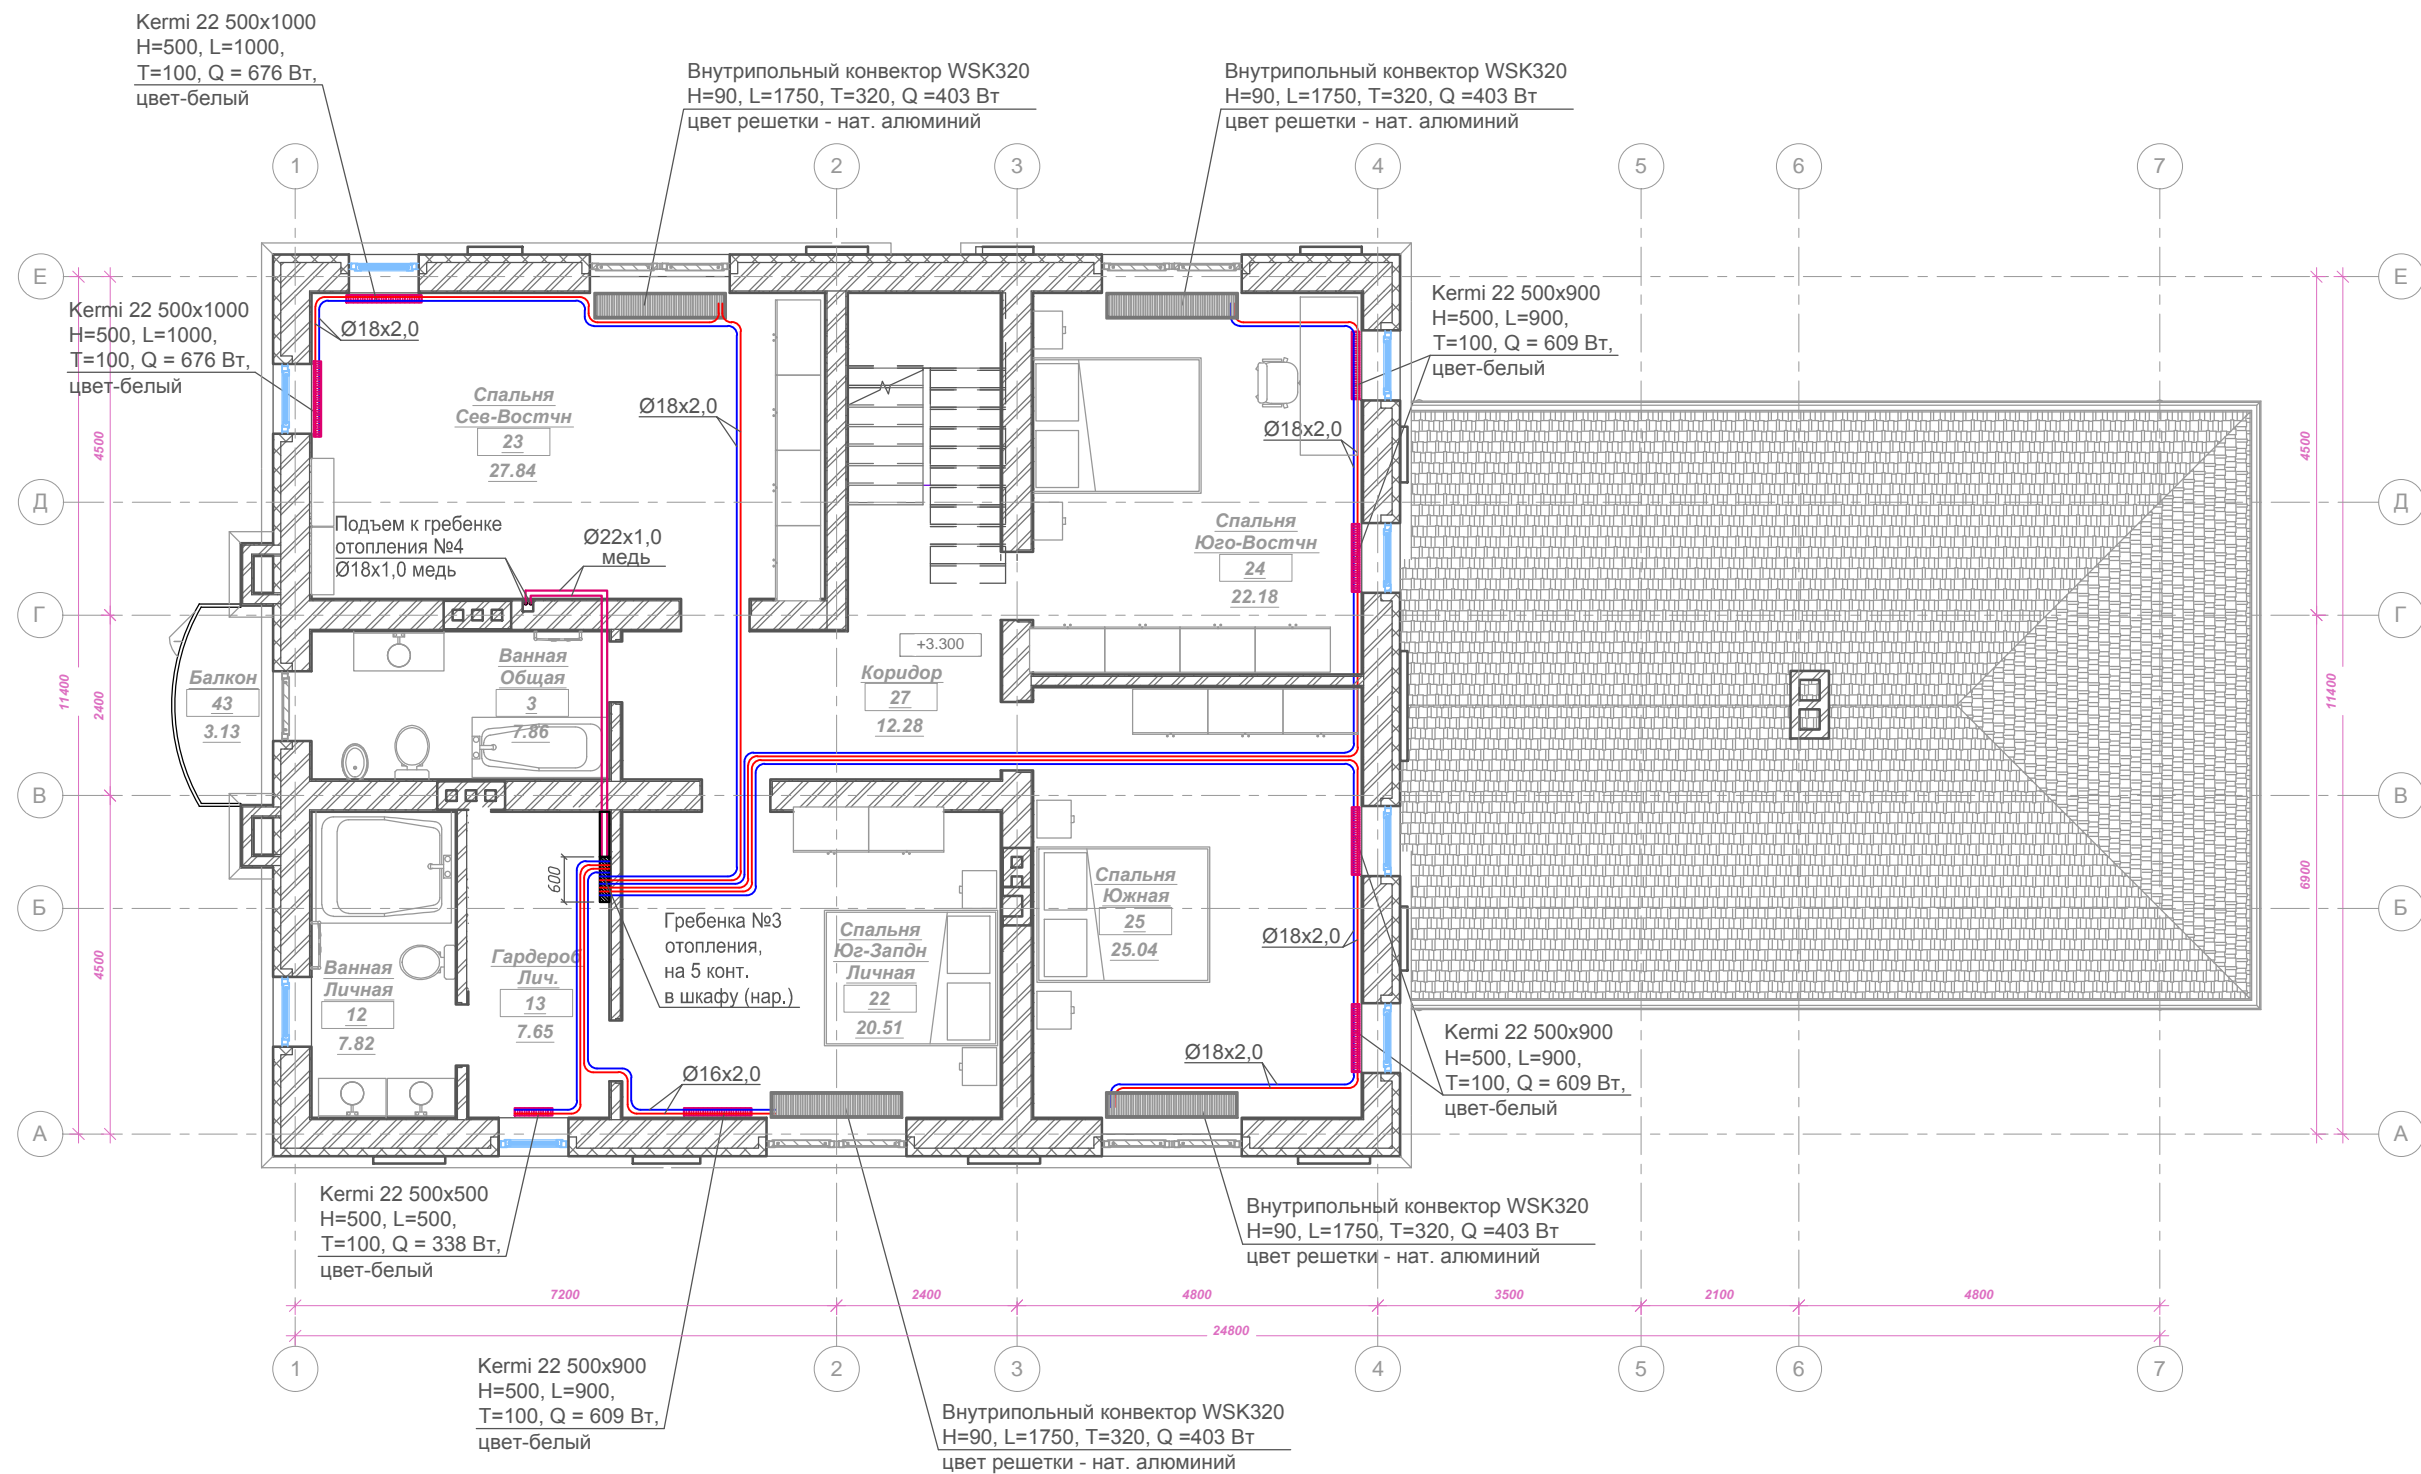 Kermi 22 500x1000
H=500, L=1000,
T=100, Q = 676 Вт,
цвет-белый
Внутрипольный конвектор WSK320
H=90, L=1750, T=320, Q =403 Вт
цвет решетки - нат. алюминий
Внутрипольный конвектор WSK320
H=90, L=1750, T=320, Q =403 Вт
цвет решетки - нат. алюминий
1
2
3
4
5
6
7
Е
Е
Kermi 22 500x1000
H=500, L=1000,
T=100, Q = 676 Вт,
цвет-белый
Ø18x2,0
Kermi 22 500x900
H=500, L=900,
T=100, Q = 609 Вт,
цвет-белый
Спальня
Сев-Востчн
23
27.84
Ø18x2,0
Ø18x2,0
4500
4500
Д
Д
Подъем к гребенке
отопления №4
Ø18x1,0 медь
Ø22x1,0
медь
Спальня
Юго-Востчн
24
22.18
Г
Г
+3.300
Балкон
43
3.13
Ванная
Общая
3
7.86
Коридор
27
12.28
11400
2400
11400
В
В
600
6900
Б
Б
Гребенка №3
отопления,
на 5 конт.
в шкафу (нар.)
Спальня
Юг-Запдн
Личная
22
20.51
Спальня
Южная
25
25.04
Ø18x2,0
4500
Ванная
Личная
12
7.82
Гардероб
Лич.
13
7.65
Ø16x2,0
Ø18x2,0
Kermi 22 500x900
H=500, L=900,
T=100, Q = 609 Вт,
цвет-белый
А
А
Kermi 22 500x500
H=500, L=500,
T=100, Q = 338 Вт,
цвет-белый
Внутрипольный конвектор WSK320
H=90, L=1750, T=320, Q =403 Вт
цвет решетки - нат. алюминий
7200
2400
4800
3500
2100
4800
24800
1
2
3
4
5
6
7
Kermi 22 500x900
H=500, L=900,
T=100, Q = 609 Вт,
цвет-белый
Внутрипольный конвектор WSK320
H=90, L=1750, T=320, Q =403 Вт
цвет решетки - нат. алюминий